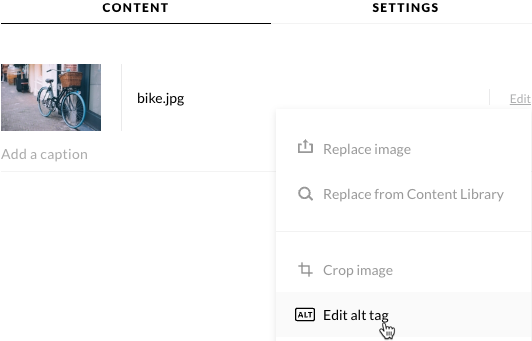 CONTENT SETTINGS
bike.jpg Edit
Add a caption
Replace image
Replace from Content Library
Crop image
ALT Edit alt tag